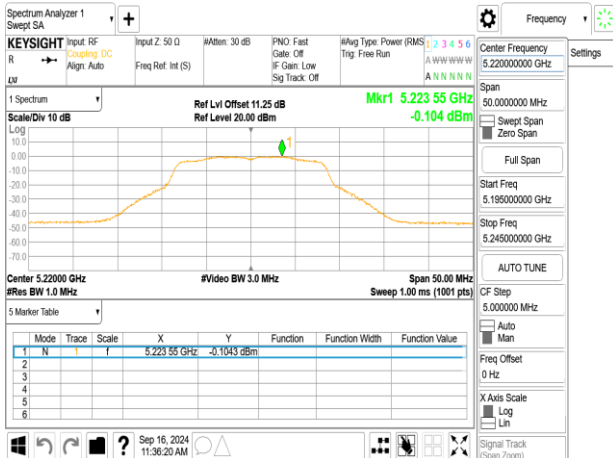 Spectrum Analyzer 1
Swept SA
+
Frequency
Settings
KEYSIGHT
R
Input: RF
Coupling: DC
Align: Auto
Input Z: 50 Ω
Freq Ref: Int (S)
#Atten: 30 dB
PNO: Fast
Gate: Off
IF Gain: Low
Sig Track: Off
#Avg Type: Power (RMS
Trig: Free Run
1 2 3 4 5 6
A W W W W W
A N N N N N
1 Spectrum
Scale/Div 10 dB
Ref Lvl Offset 11.25 dB
Ref Level 20.00 dBm
Mkr1 5.223 55 GHz
-0.104 dBm
Log
10.0
0.00
-10.0
-20.0
-30.0
-40.0
-50.0
-60.0
-70.0
1
Center 5.22000 GHz
#Res BW 1.0 MHz
#Video BW 3.0 MHz
Span 50.00 MHz
Sweep 1.00 ms (1001 pts)
5 Marker Table
Mode Trace Scale X Y Function Function Width Function Value
1 N 1 f 5.223 55 GHz -0.1043 dBm
2
3
4
5
6
Sep 16, 2024
11:36:20 AM
?
Center Frequency
5.220000000 GHz
Span
50.0000000 MHz
Swept Span
Zero Span
Full Span
Start Freq
5.195000000 GHz
Stop Freq
5.245000000 GHz
AUTO TUNE
CF Step
5.000000 MHz
Auto
Man
Freq Offset
0 Hz
X Axis Scale
Log
Lin
Signal Track
(Span Zoom)